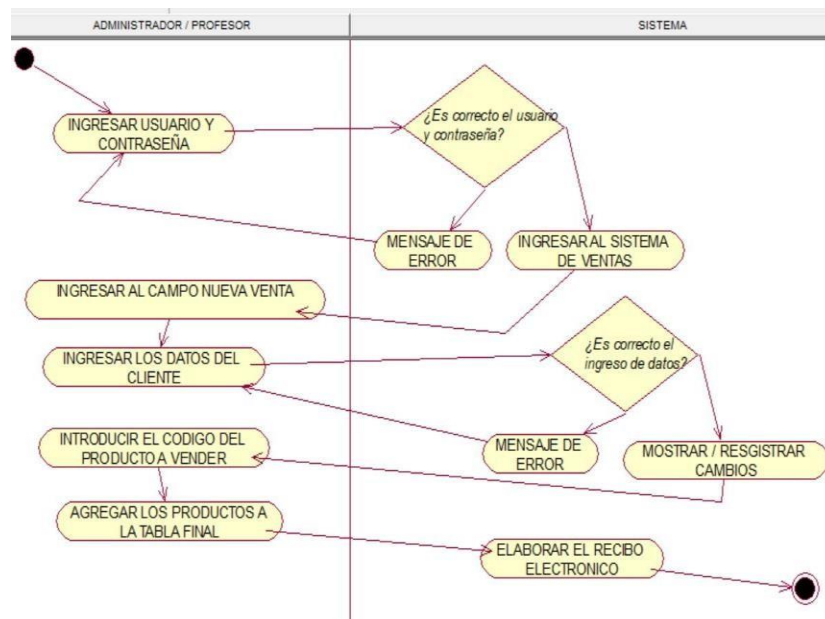 ADMINISTRADOR / PROFESOR
SISTEMA
INGRESAR USUARIO Y
CONTRASEÑA
¿Es correcto el usuario
y contraseña?
MENSAJE DE
ERROR
INGRESAR AL SISTEMA
DE VENTAS
INGRESAR AL CAMPO NUEVA VENTA
INGRESAR LOS DATOS DEL
CLIENTE
¿Es correcto el
ingreso de datos?
MENSAJE DE
ERROR
MOSTRAR / RESGISTRAR
CAMBIOS
INTRODUCIR EL CODIGO DEL
PRODUCTO A VENDER
AGREGAR LOS PRODUCTOS A
LA TABLA FINAL
ELABORAR EL RECIBO
ELECTRONICO